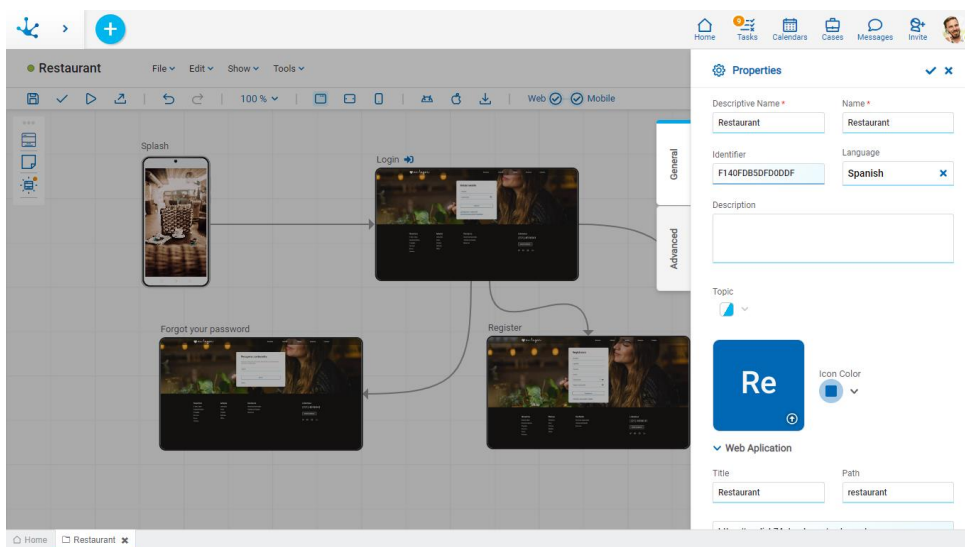 9
Home Tasks Calendars Cases Messages Invite
Restaurant File Edit Show Tools
Properties
100 % Web Mobile
Descriptive Name * Name *
Restaurant Restaurant
Splash
Login
General
Identifier Language
F140FDB5DFD0DDF Spanish
Description
Advanced
Topic
Forgot your password
Register
Re
Icon Color
Web Aplication
Title Path
Restaurant restaurant
Home Restaurant